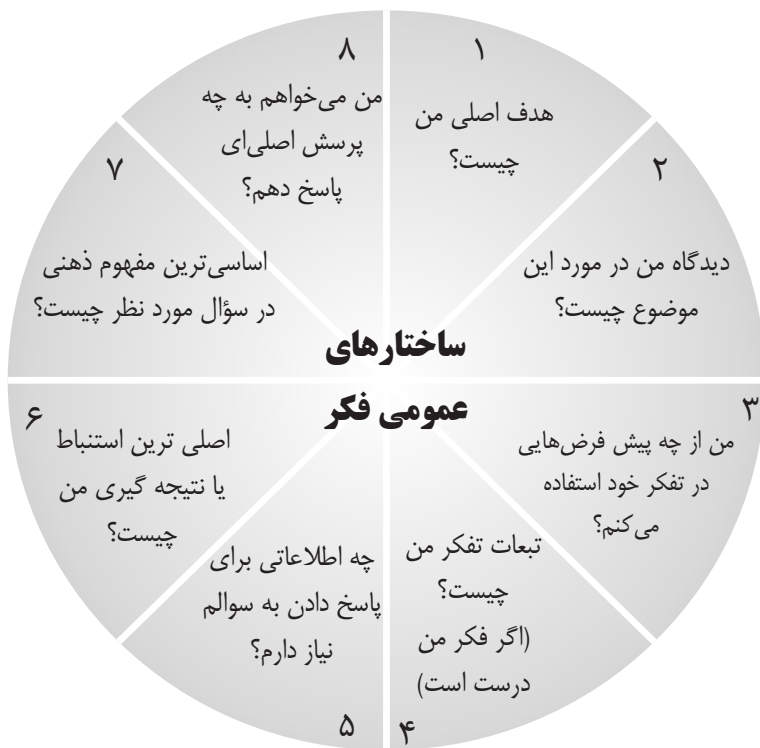 ساختارهای
عمومی فکر
۱
هدف اصلی من
چیست؟
۲
دیدگاه من در مورد این
موضوع چیست؟
۳
من از چه پیش فرض‌هایی
در تفکر خود استفاده
می‌کنم؟
۴
تبعات تفکر من
چیست؟
(اگر فکر من
درست است)
۵
چه اطلاعاتی برای
پاسخ دادن به سوالم
نیاز دارم؟
۶
اصلی ترین استنباط
یا نتیجه گیری من
چیست؟
۷
اساسی‌ترین مفهوم ذهنی
در سؤال مورد نظر چیست؟
۸
من می‌خواهم به چه
پرسش اصلی‌ای
پاسخ دهم؟